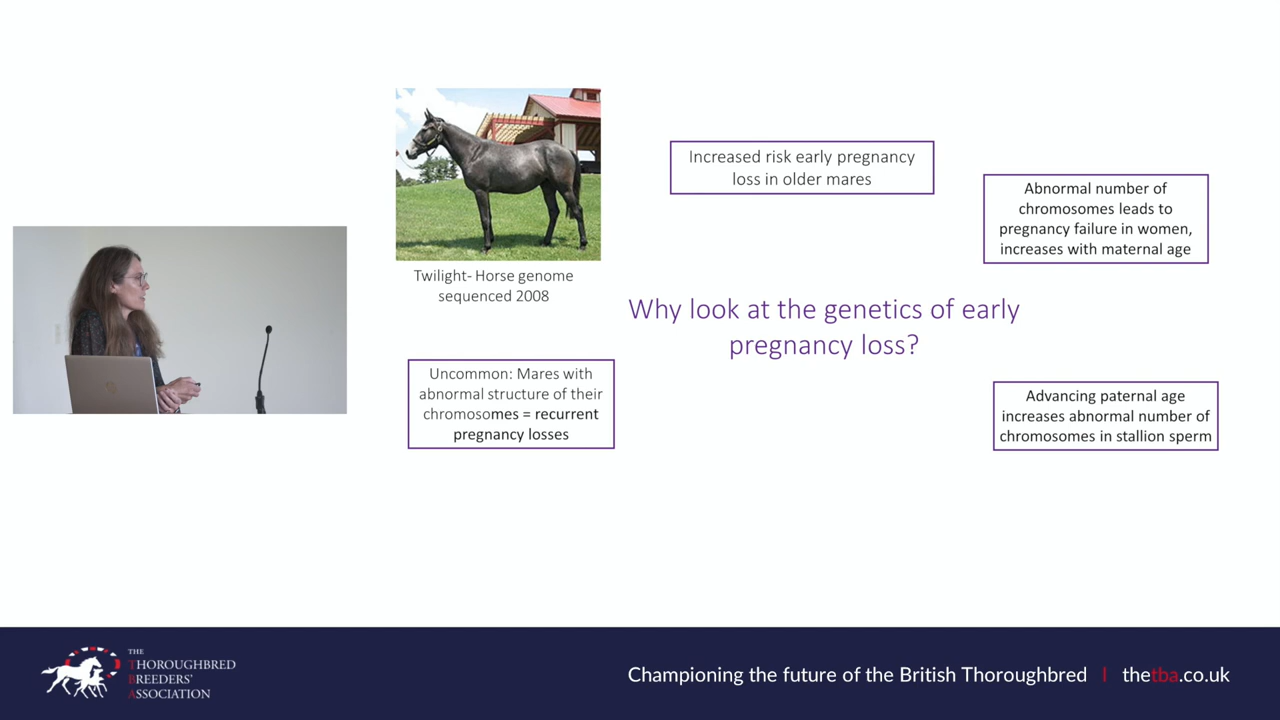 Increased risk early pregnancy
loss in older mares
Abnormal number of
chromosomes leads to
pregnancy failure in women,
increases with maternal age
Twilight- Horse genome
sequenced 2008
Why look at the genetics of early
pregnancy loss?
Uncommon: Mares with
abnormal structure of their
chromosomes = recurrent
pregnancy losses
Advancing paternal age
increases abnormal number of
chromosomes in stallion sperm
THE
THOROUGHBRED
BREEDERS'
ASSOCIATION
Championing the future of the British Thoroughbred | thetba.co.uk